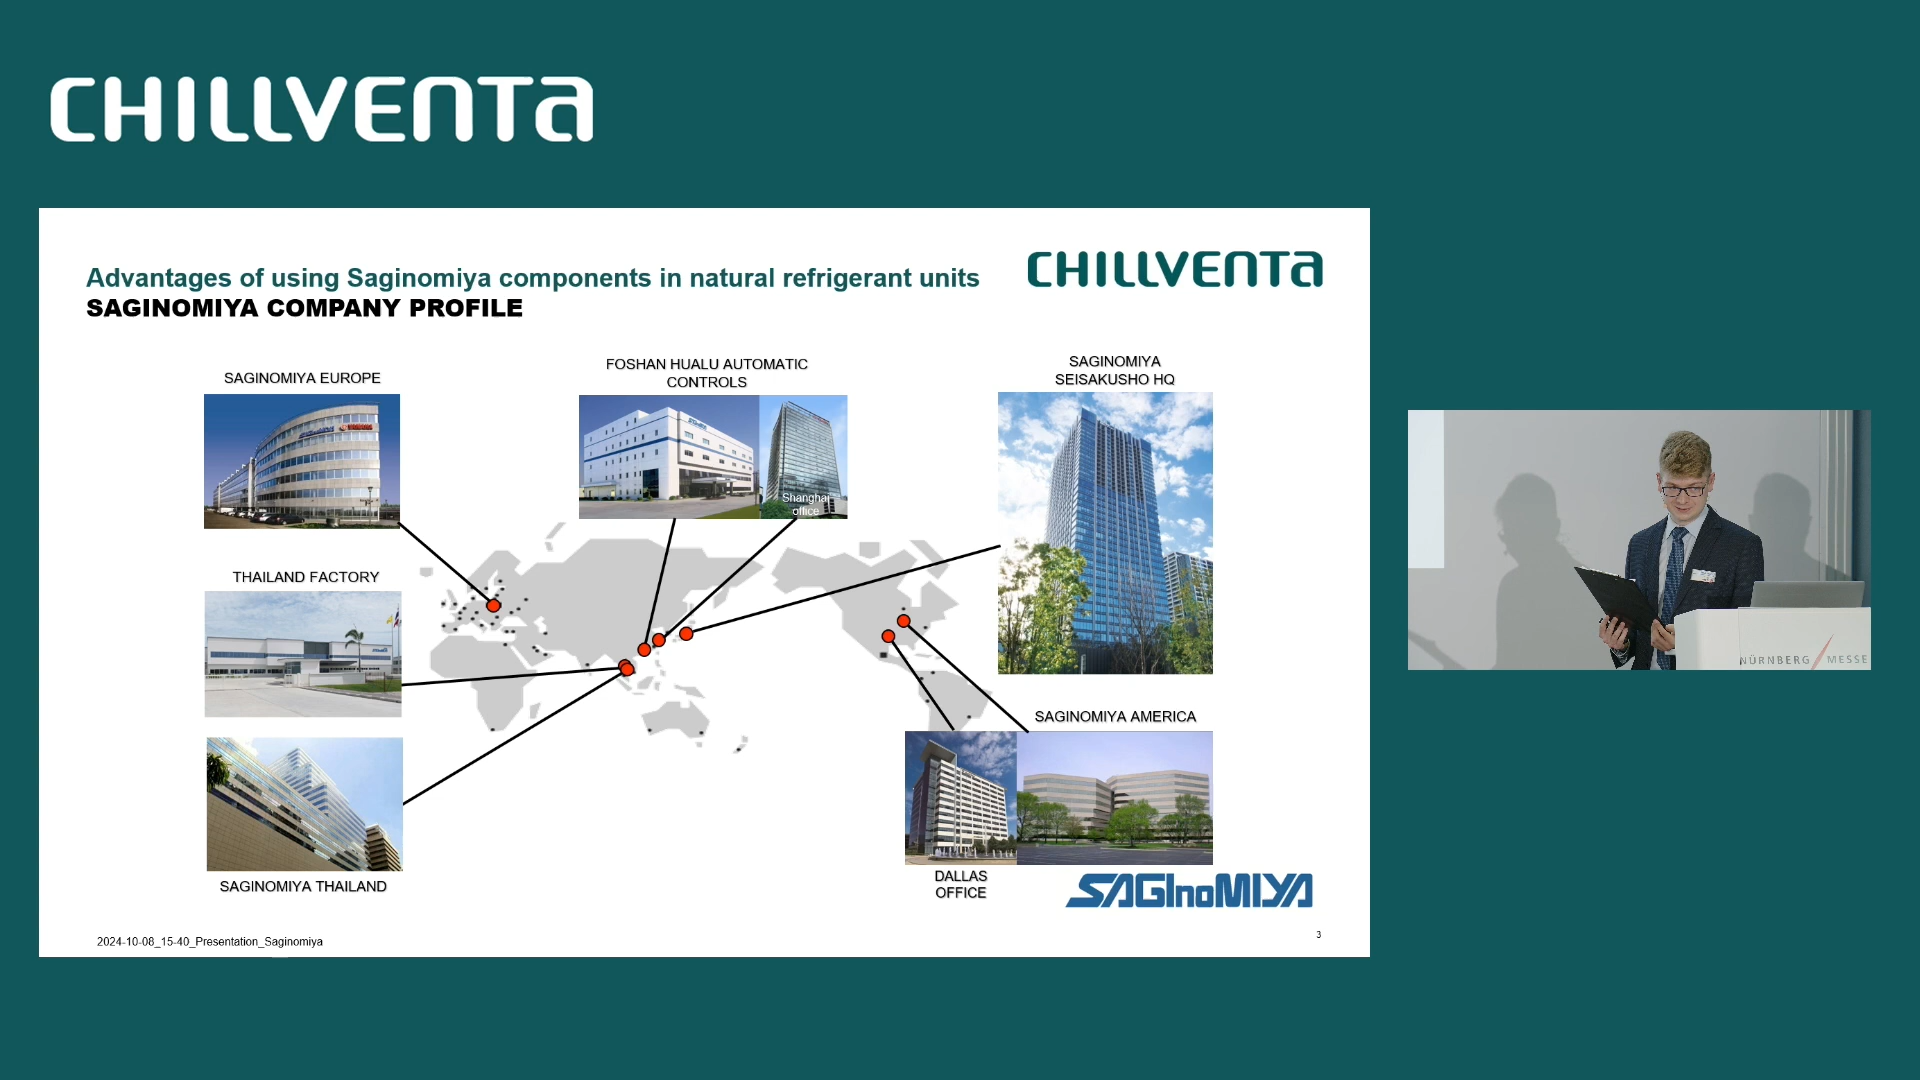 CHILLVENTA
Advantages of using Saginomiya components in natural refrigerant units
CHILLVENTA
SAGINOMIYA COMPANY PROFILE
SAGINOMIYA EUROPE
FOSHAN HUALU AUTOMATIC
CONTROLS
SAGINOMIYA
SEISAKUSHO HQ
Shanghai
office
THAILAND FACTORY
SAGINOMIYA AMERICA
SAGINOMIYA THAILAND
DALLAS
OFFICE
SAGInoMIYA
2024-10-08_15-40_Presentation_Saginomiya
3
NÜRNBERG MESSE